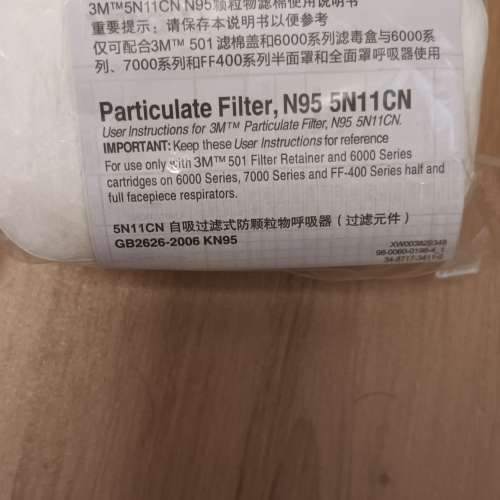 3M™5N11CN N95颗粒物滤棉使用说明书
重要提示：请保存本说明书以便参考
仅可配合3M™ 501 滤棉盖和6000系列滤毒盒与6000系
列、7000系列和FF400系列半面罩和全面罩呼吸器使用
Particulate Filter, N95 5N11CN
User Instructions for 3M™ Particulate Filter, N95 5N11CN.
IMPORTANT: Keep these User Instructions for reference
For use only with 3M™ 501 Filter Retainer and 6000 Series
cartridges on 6000 Series, 7000 Series and FF-400 Series half and
full facepiece respirators.
5N11CN 自吸过滤式防颗粒物呼吸器（过滤元件）
GB2626-2006 KN95